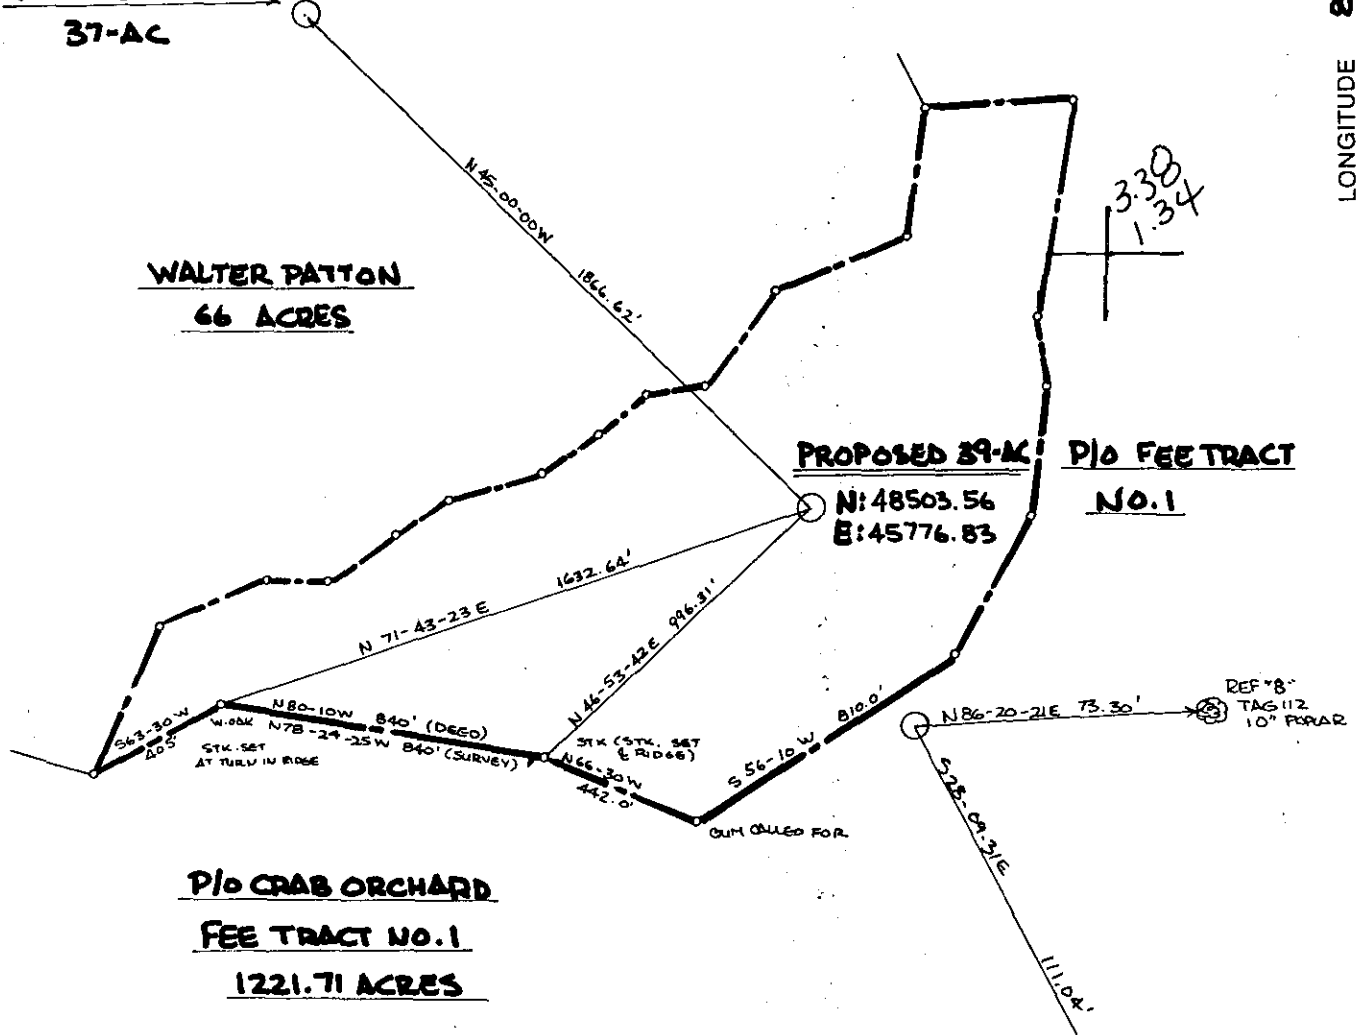 37-AC
LONGITUDE
3.38
1.34
N 45-00-00W 1866.62'
WALTER PATTON
66 ACRES
PROPOSED 39-AC
N: 48503.56
E: 45776.83
P/O FEE TRACT
NO. 1
N 71-43-23 E 1632.64'
N 46-53-42E 996.31'
S63-30 W
405'
W.OAK
STK. SET
AT TURN IN RIDGE
N80-10W 840' (DEED)
N78-24-25W 840' (SURVEY)
STK (STK. SET
RIDGE)
N66-30W
442.0'
S 56-10 W 810.0'
GUM CALLED FOR
N86-20-21E 73.30'
REF "B"
TAG 112
10" POPLAR
S28-09-31E 111.04'
P/O CRAB ORCHARD
FEE TRACT NO. 1
1221.71 ACRES